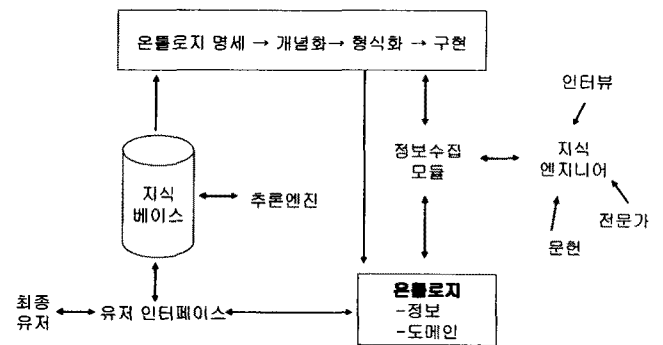 온톨로지 명세 → 개념화→ 형식화 → 구현
인터뷰
정보수집
모듈
지식
엔지니어
지식
베이스
추론엔진
전문가
문헌
최종
유저
유저 인터페이스
온톨로지
-정보
-도메인